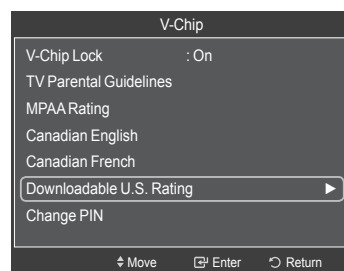 V-Chip
V-Chip Lock : On
TV Parental Guidelines
MPAA Rating
Canadian English
Canadian French
Downloadable U.S. Rating
Change PIN
Move Enter Return